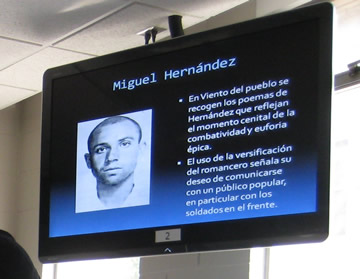 Miguel Hernández
▪ En Viento del pueblo se
recogen los poemas de
Hernández que reflejan
el momento cenital de la
combatividad y euforia
épica.
▪ El uso de la versificación
del romancero señala su
deseo de comunicarse
con un público popular,
en particular con los
soldados en el frente.
2